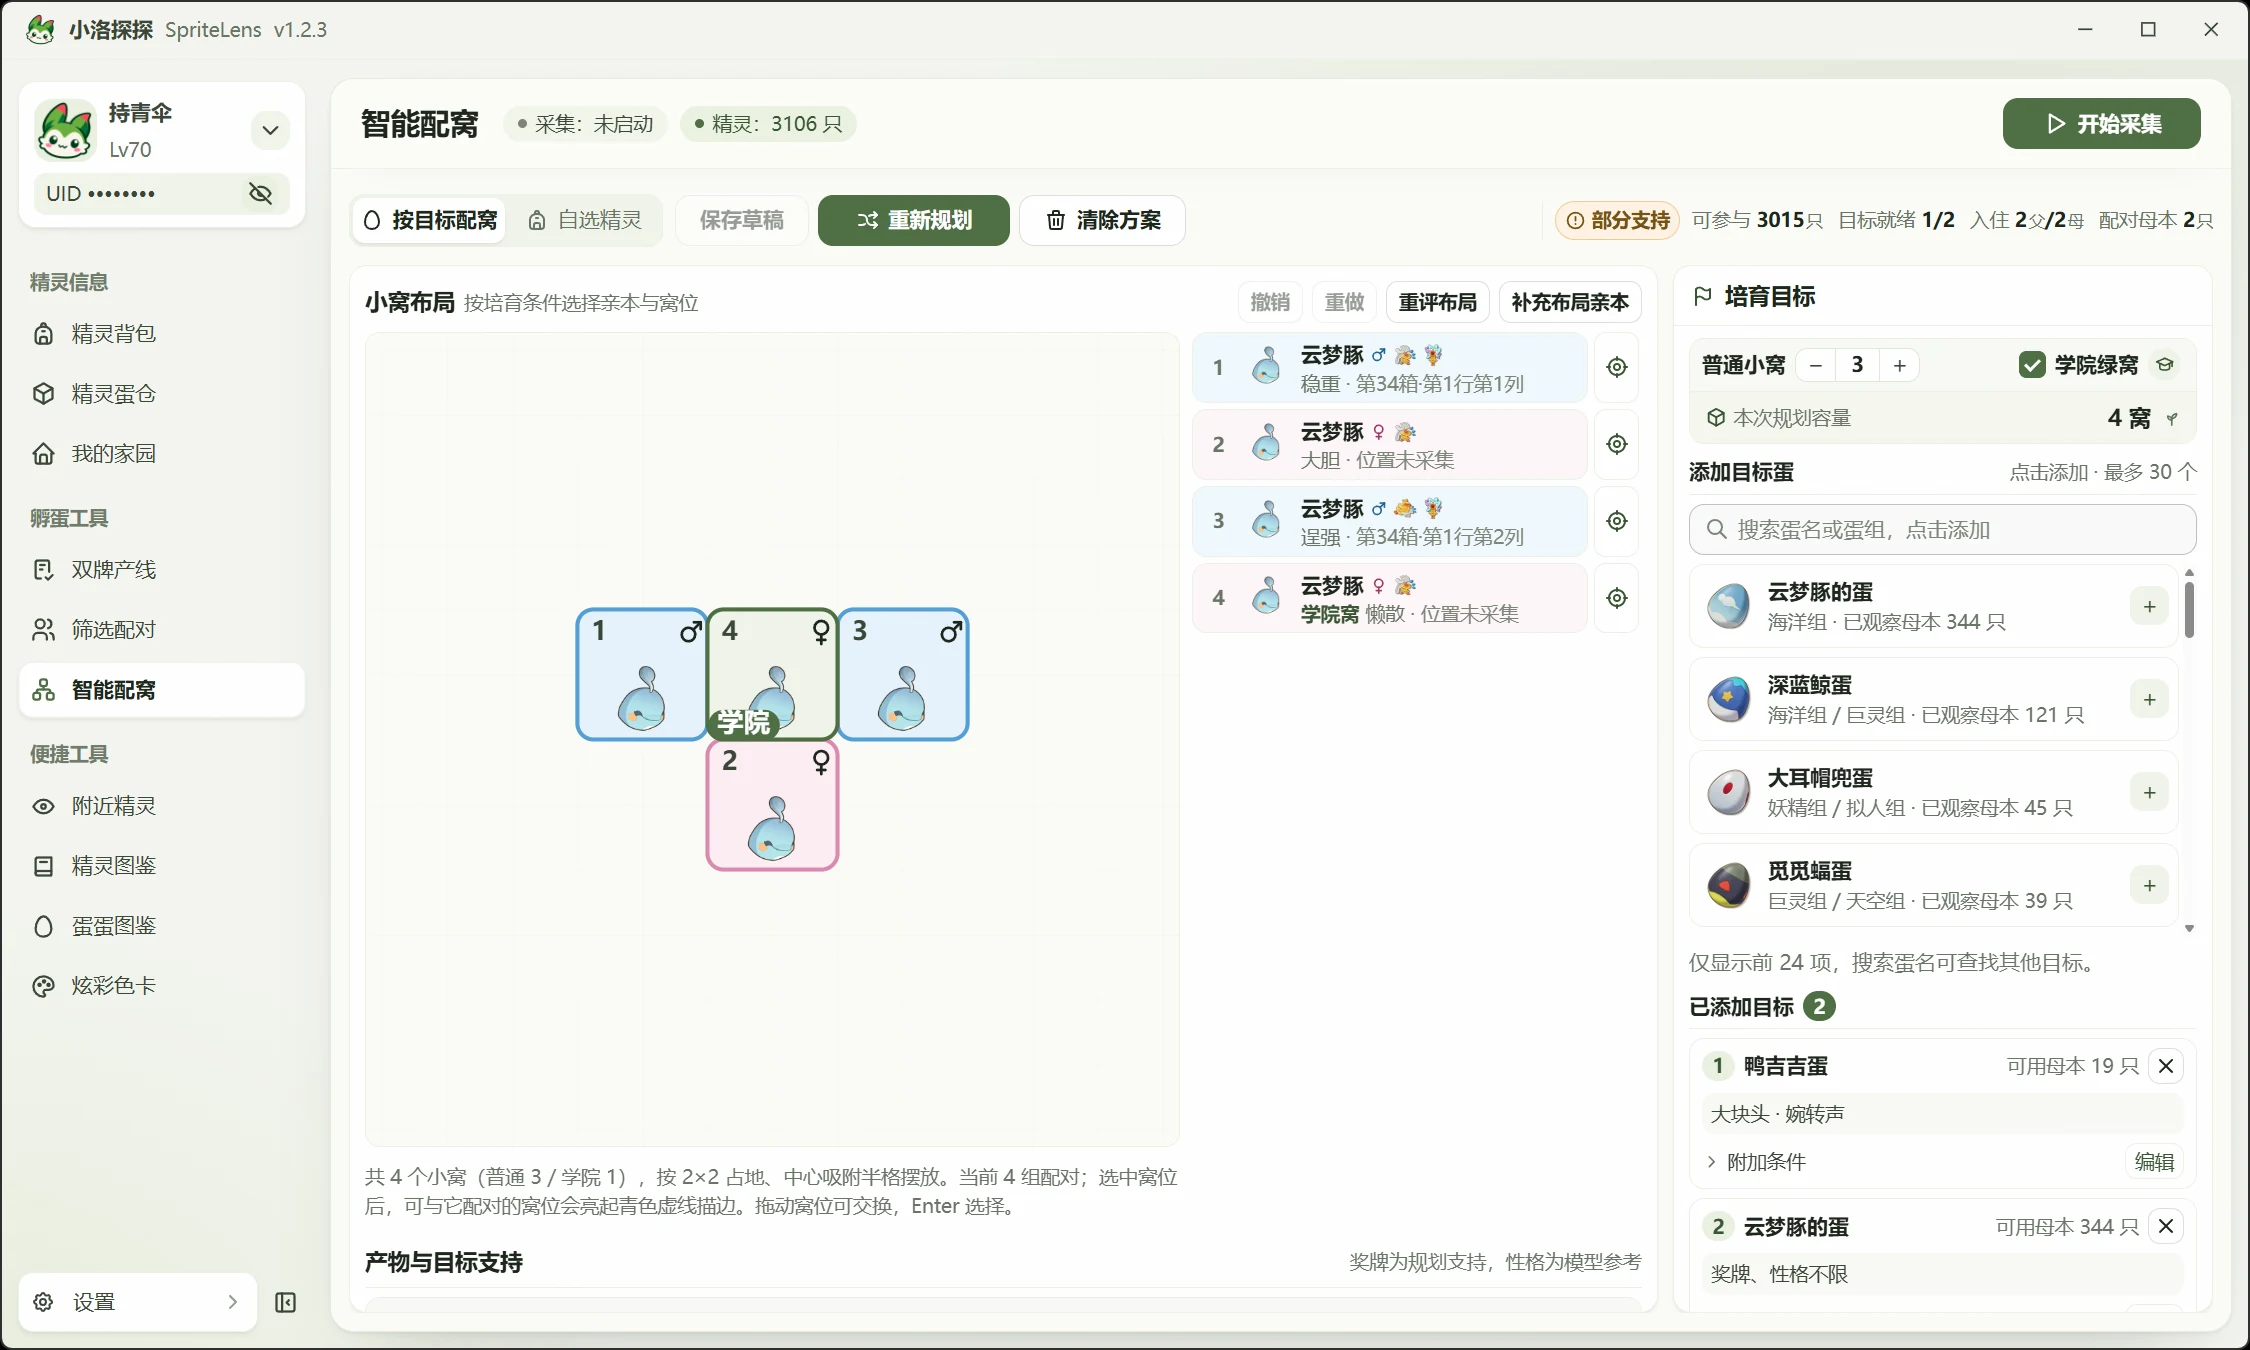 小洛探探 SpriteLens v1.2.3
持青伞
Lv70
UID ••••••••
精灵信息
精灵背包
精灵蛋仓
我的家园
孵蛋工具
双牌产线
筛选配对
智能配窝
便捷工具
附近精灵
精灵图鉴
蛋蛋图鉴
炫彩色卡
设置
智能配窝
采集：未启动
精灵：3106 只
开始采集
按目标配窝
自选精灵
保存草稿
重新规划
清除方案
部分支持 可参与 3015只 目标就绪 1/2 入住 2父/2母 配对母本 2只
小窝布局 按培育条件选择亲本与窝位
撤销
重做
重评布局
补充布局亲本
1 ♂
4 ♀
学院
3 ♂
2 ♀
1 云梦豚 ♂
稳重 · 第34箱·第1行第1列
2 云梦豚 ♀
大胆 · 位置未采集
3 云梦豚 ♂
逞强 · 第34箱·第1行第2列
4 云梦豚 ♀
学院窝 懒散 · 位置未采集
共 4 个小窝（普通 3 / 学院 1），按 2×2 占地、中心吸附半格摆放。当前 4 组配对；选中窝位
后，可与它配对的窝位会亮起青色虚线描边。拖动窝位可交换，Enter 选择。
产物与目标支持
奖牌为规划支持，性格为模型参考
培育目标
普通小窝 − 3 +
学院绿窝
本次规划容量 4 窝
添加目标蛋 点击添加 · 最多 30 个
搜索蛋名或蛋组，点击添加
云梦豚的蛋
海洋组 · 已观察母本 344 只
+
深蓝鲸蛋
海洋组 / 巨灵组 · 已观察母本 121 只
+
大耳帽兜蛋
妖精组 / 拟人组 · 已观察母本 45 只
+
觅觅蝠蛋
巨灵组 / 天空组 · 已观察母本 39 只
+
仅显示前 24 项，搜索蛋名可查找其他目标。
已添加目标 2
1 鸭吉吉蛋 可用母本 19 只
大块头 · 婉转声
附加条件 编辑
2 云梦豚的蛋 可用母本 344 只
奖牌、性格不限